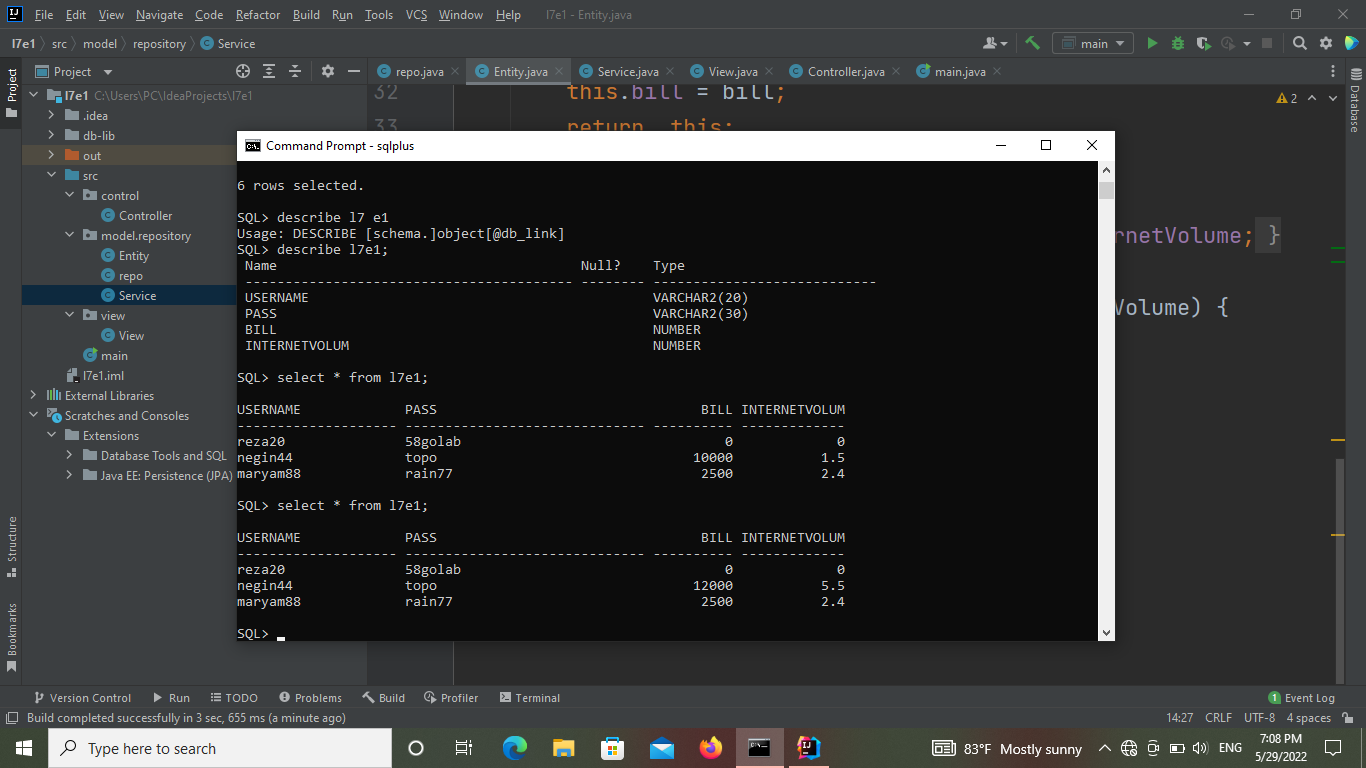 File Edit View Navigate Code Refactor Build Run Tools VCS Window Help l7e1 - Entity.java
l7e1 src model repository Service main
Project
repo.java Entity.java Service.java View.java Controller.java main.java
Project
Structure
Bookmarks
l7e1 C:\Users\PC\IdeaProjects\l7e1
.idea
db-lib
out
src
control
Controller
model.repository
Entity
repo
Service
view
View
main
l7e1.iml
External Libraries
Scratches and Consoles
Extensions
Database Tools and SQL
Java EE: Persistence (JPA)
32 this.bill = bill;
33 return this;
2
Database
rnetVolume; }
Volume) {
Command Prompt - sqlplus
6 rows selected.
SQL> describe l7 e1
Usage: DESCRIBE [schema.]object[@db_link]
SQL> describe l7e1;
Name Null? Type
----------------------------------------- -------- ----------------------------
USERNAME VARCHAR2(20)
PASS VARCHAR2(30)
BILL NUMBER
INTERNETVOLUM NUMBER
SQL> select * from l7e1;
USERNAME PASS BILL INTERNETVOLUM
-------------------- ------------------------------ ---------- -------------
reza20 58golab 0 0
negin44 topo 10000 1.5
maryam88 rain77 2500 2.4
SQL> select * from l7e1;
USERNAME PASS BILL INTERNETVOLUM
-------------------- ------------------------------ ---------- -------------
reza20 58golab 0 0
negin44 topo 12000 5.5
maryam88 rain77 2500 2.4
SQL>
Version Control Run TODO Problems Build Profiler Terminal 1 Event Log
Build completed successfully in 3 sec, 655 ms (a minute ago) 14:27 CRLF UTF-8 4 spaces
Type here to search 83°F Mostly sunny ENG 7:08 PM
5/29/2022